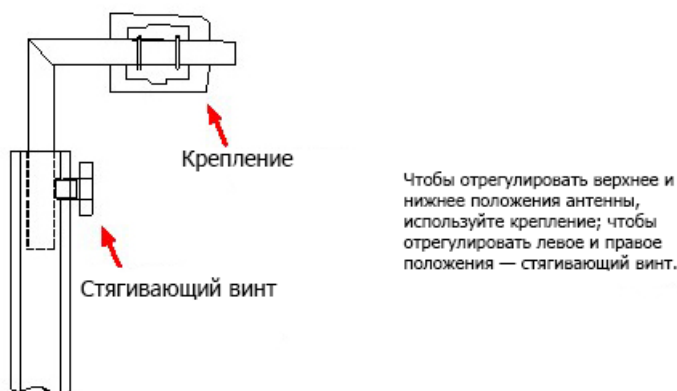 Крепление
Стягивающий винт
Чтобы отрегулировать верхнее и
нижнее положения антенны,
используйте крепление; чтобы
отрегулировать левое и правое
положения — стягивающий винт.